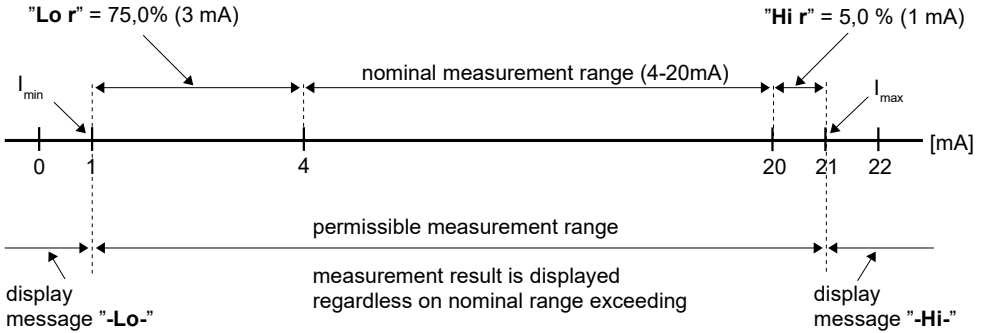 "Lo r" = 75,0% (3 mA)
"Hi r" = 5,0 % (1 mA)
nominal measurement range (4-20mA)
Imin
Imax
[mA]
0 1 4 20 21 22
permissible measurement range
measurement result is displayed
regardless on nominal range exceeding
display
message "-Lo-"
display
message "-Hi-"